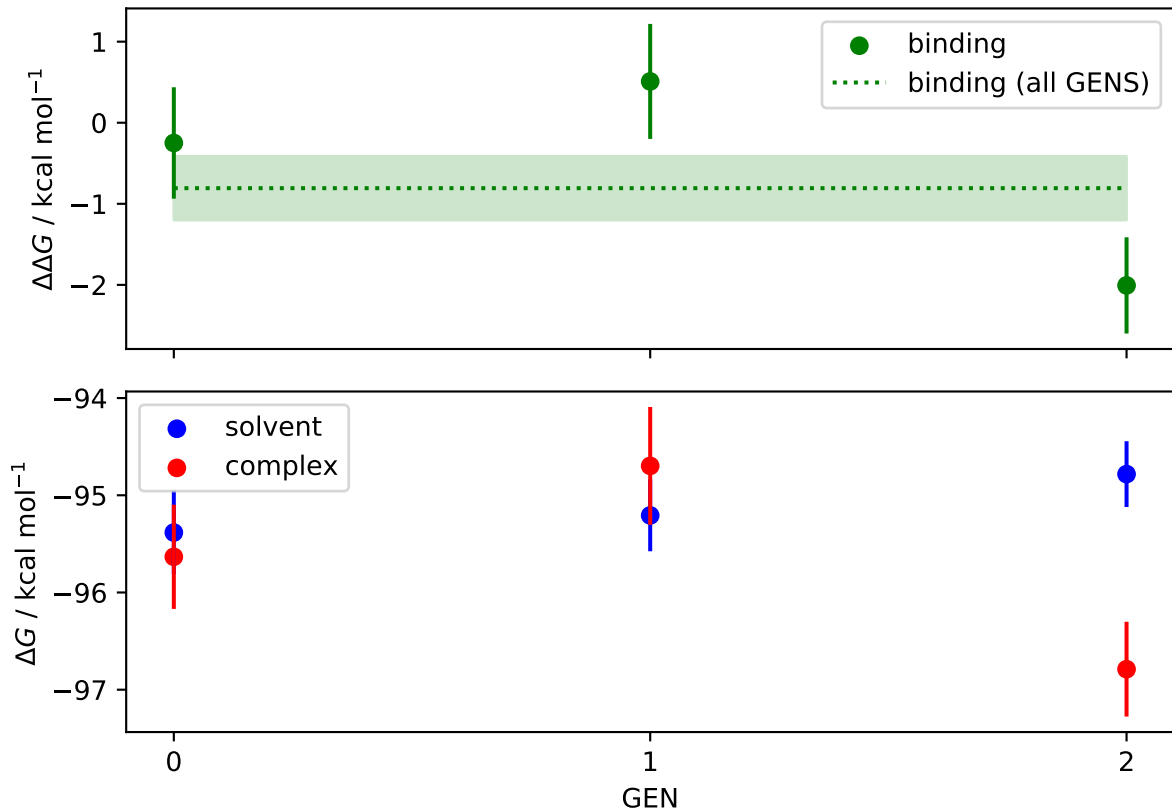 1
0
−1
−2
ΔΔG / kcal mol⁻¹
binding
binding (all GENS)
−94
−95
−96
−97
ΔG / kcal mol⁻¹
solvent
complex
0
1
2
GEN